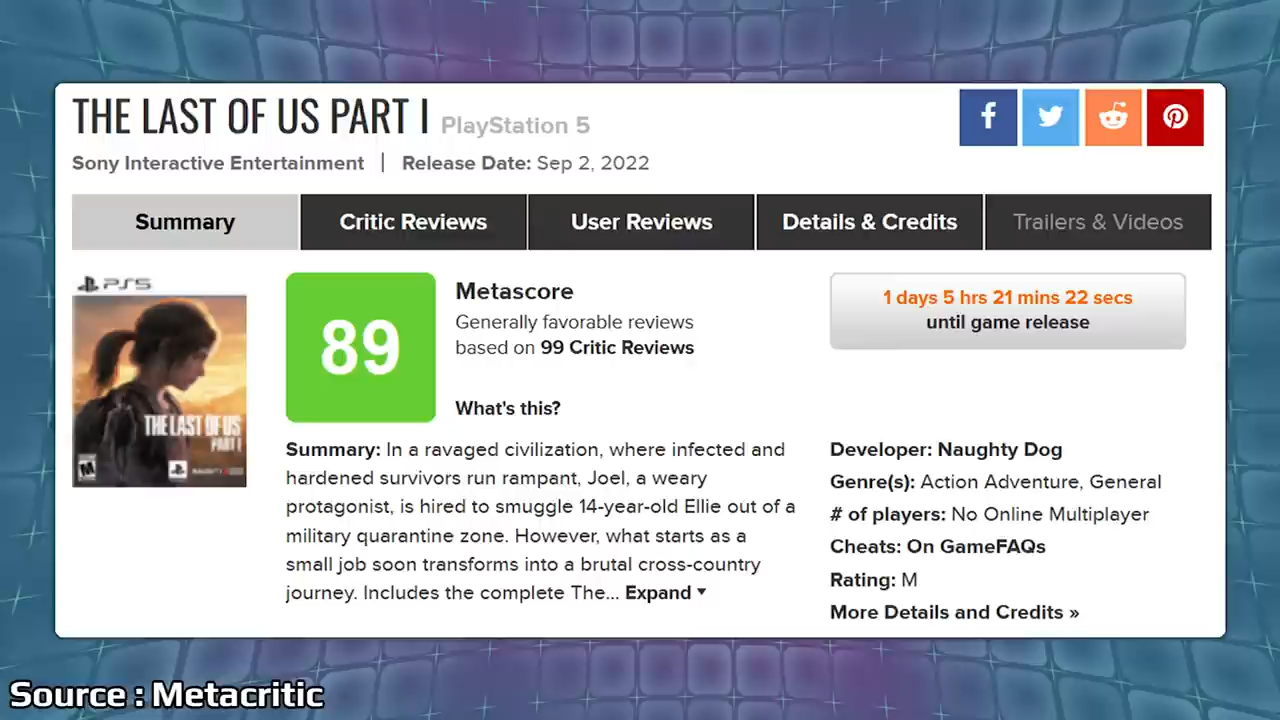 THE LAST OF US PART I PlayStation 5
Sony Interactive Entertainment | Release Date: Sep 2, 2022
Summary
Critic Reviews
User Reviews
Details & Credits
Trailers & Videos
PS5
THE LAST OF US
PART I
M
89
Metascore
Generally favorable reviews
based on 99 Critic Reviews
What's this?
1 days 5 hrs 21 mins 22 secs
until game release
Summary: In a ravaged civilization, where infected and
hardened survivors run rampant, Joel, a weary
protagonist, is hired to smuggle 14-year-old Ellie out of a
military quarantine zone. However, what starts as a
small job soon transforms into a brutal cross-country
journey. Includes the complete The... Expand
Developer: Naughty Dog
Genre(s): Action Adventure, General
# of players: No Online Multiplayer
Cheats: On GameFAQs
Rating: M
More Details and Credits »
Source : Metacritic